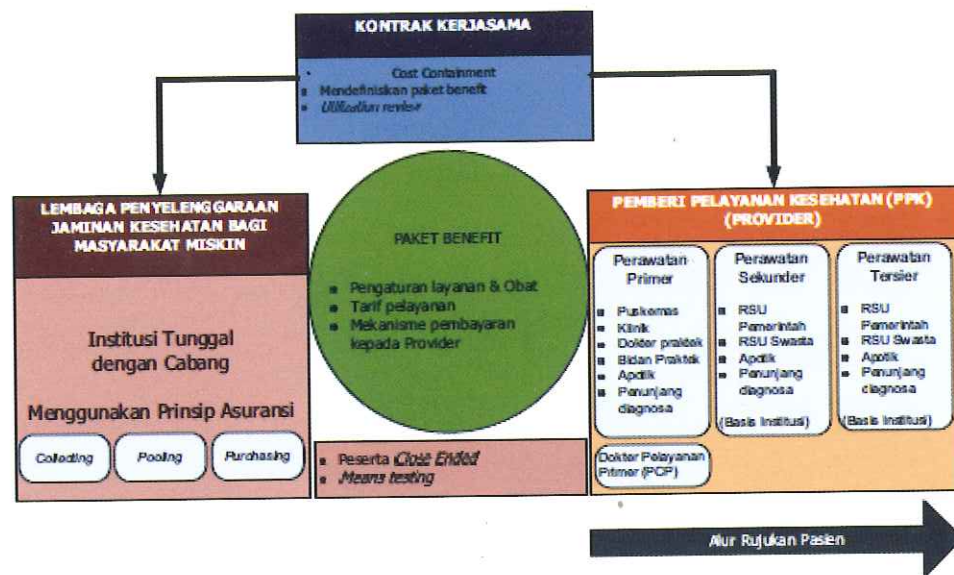 KONTRAK KERJASAMA
Cost Containment
Mendefinisikan paket benefit
Utilization review
LEMBAGA PENYELENGGARAAN
JAMINAN KESEHATAN BAGI
MASYARAKAT MISKIN
Institusi Tunggal
dengan Cabang
Menggunakan Prinsip Asuransi
Collecting
Pooling
Purchasing
PAKET BENEFIT
Pengaturan layanan & Obat
Tarif pelayanan
Mekanisme pembayaran
kepada Provider
Peserta Close Ended
Means testing
PEMBERI PELAYANAN KESEHATAN (PPK)
(PROVIDER)
Perawatan
Primer
Puskesmas
Klinik
Dokter praktek
Bidan Praktek
Apotik
Penunjang
diagnosa
Dokter Pelayanan
Primer (PCP)
Perawatan
Sekunder
RSU
Pemerintah
RSU Swasta
Apotik
Penunjang
diagnosa
(Basis Institusi)
Perawatan
Tersier
RSU
Pemerintah
RSU Swasta
Apotik
Penunjang
diagnosa
(Basis Institusi)
Alur Rujukan Pasien